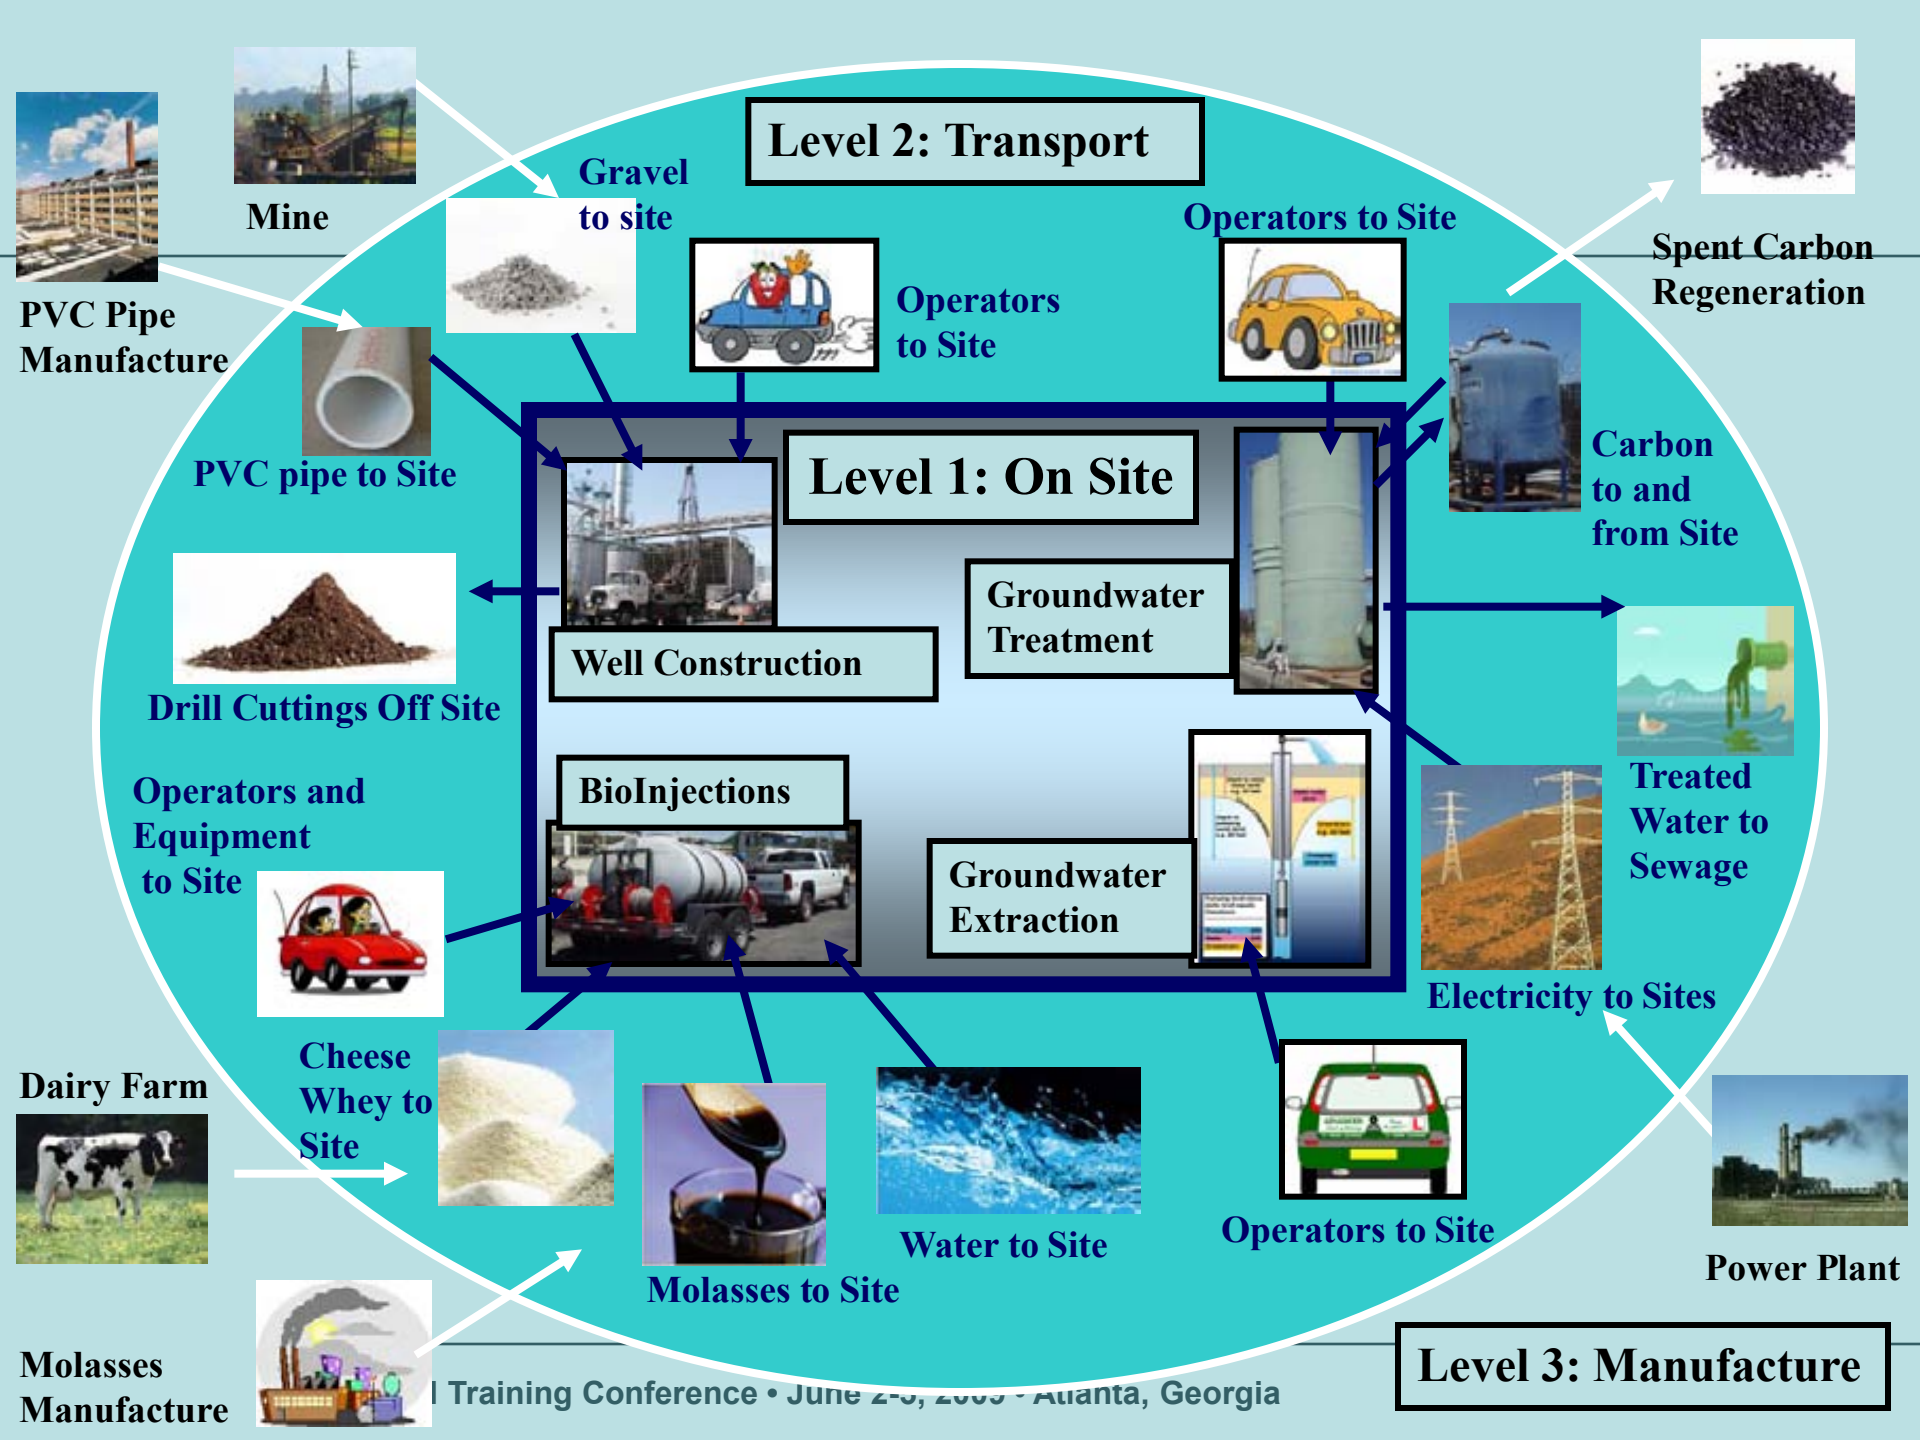 Level 2: Transport
Gravel
to site
Mine
Operators to Site
Spent Carbon
Regeneration
PVC Pipe
Manufacture
Operators
to Site
PVC pipe to Site
Level 1: On Site
Carbon
to and
from Site
Groundwater
Treatment
Well Construction
Drill Cuttings Off Site
Operators and
Equipment
to Site
BioInjections
Treated
Water to
Sewage
Groundwater
Extraction
Electricity to Sites
Cheese
Whey to
Site
Dairy Farm
Water to Site
Operators to Site
Molasses to Site
Power Plant
Level 3: Manufacture
Molasses
Manufacture
Training Conference • June 2-5, 2009 • Atlanta, Georgia